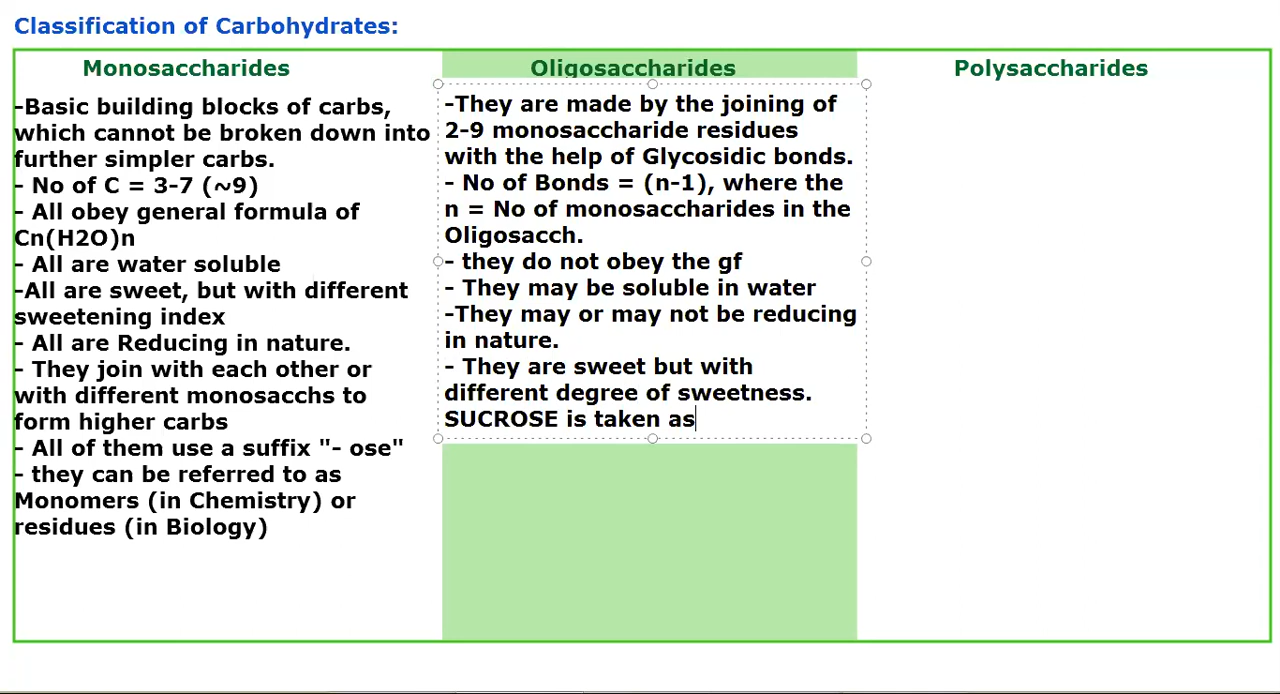 Classification of Carbohydrates:
Monosaccharides
-Basic building blocks of carbs,
which cannot be broken down into
further simpler carbs.
- No of C = 3-7 (~9)
- All obey general formula of
Cn(H2O)n
- All are water soluble
-All are sweet, but with different
sweetening index
- All are Reducing in nature.
- They join with each other or
with different monosacchs to
form higher carbs
- All of them use a suffix "- ose"
- they can be referred to as
Monomers (in Chemistry) or
residues (in Biology)
Oligosaccharides
-They are made by the joining of
2-9 monosaccharide residues
with the help of Glycosidic bonds.
- No of Bonds = (n-1), where the
n = No of monosaccharides in the
Oligosacch.
- they do not obey the gf
- They may be soluble in water
-They may or may not be reducing
in nature.
- They are sweet but with
different degree of sweetness.
SUCROSE is taken as
Polysaccharides